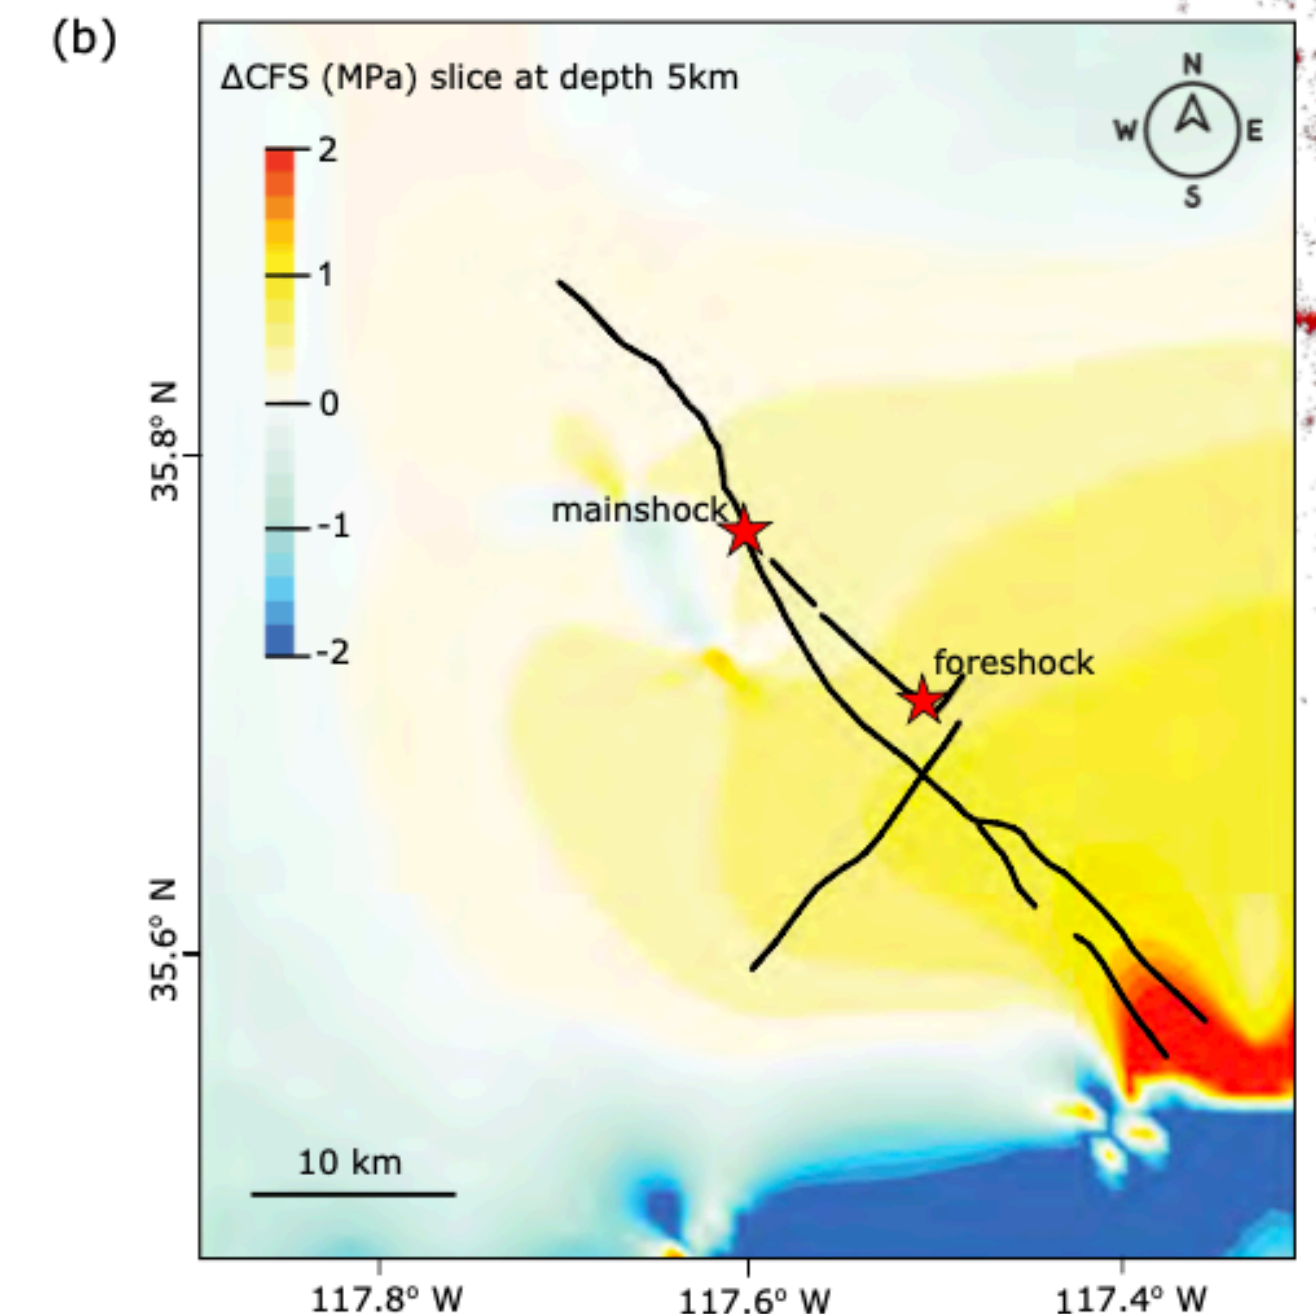 (b)
ΔCFS (MPa) slice at depth 5km
N
W E
S
2
1
0
-1
-2
35.8° N
mainshock
foreshock
35.6° N
10 km
117.8° W 117.6° W 117.4° W